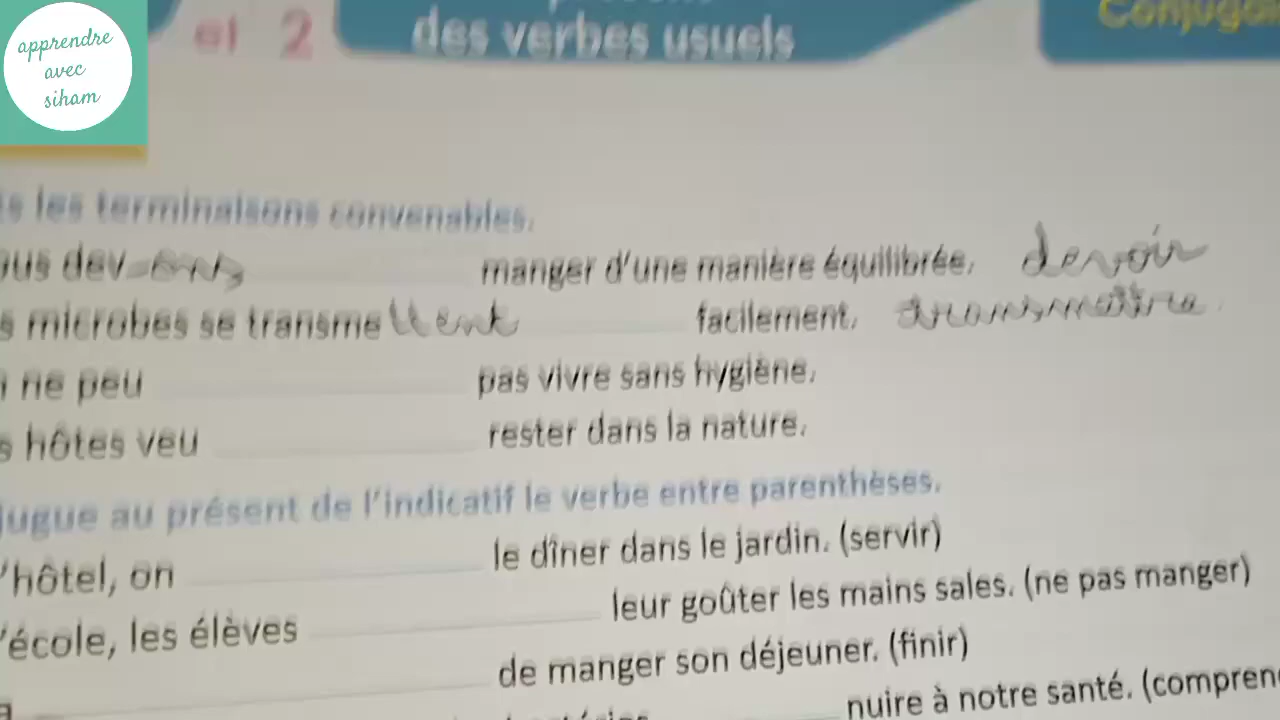 apprendre
avec
siham
et 2
des verbes usuels
les terminaisons convenables.
dev ons manger d'une manière équilibrée. devoir
microbes se transme ttent facilement. transmettre
ne peu pas vivre sans hygiène.
hôtes veu rester dans la nature.
jugue au présent de l'indicatif le verbe entre parenthèses.
'hôtel, on le dîner dans le jardin. (servir)
'école, les élèves leur goûter les mains sales. (ne pas manger)
de manger son déjeuner. (finir)
nuire à notre santé. (compren